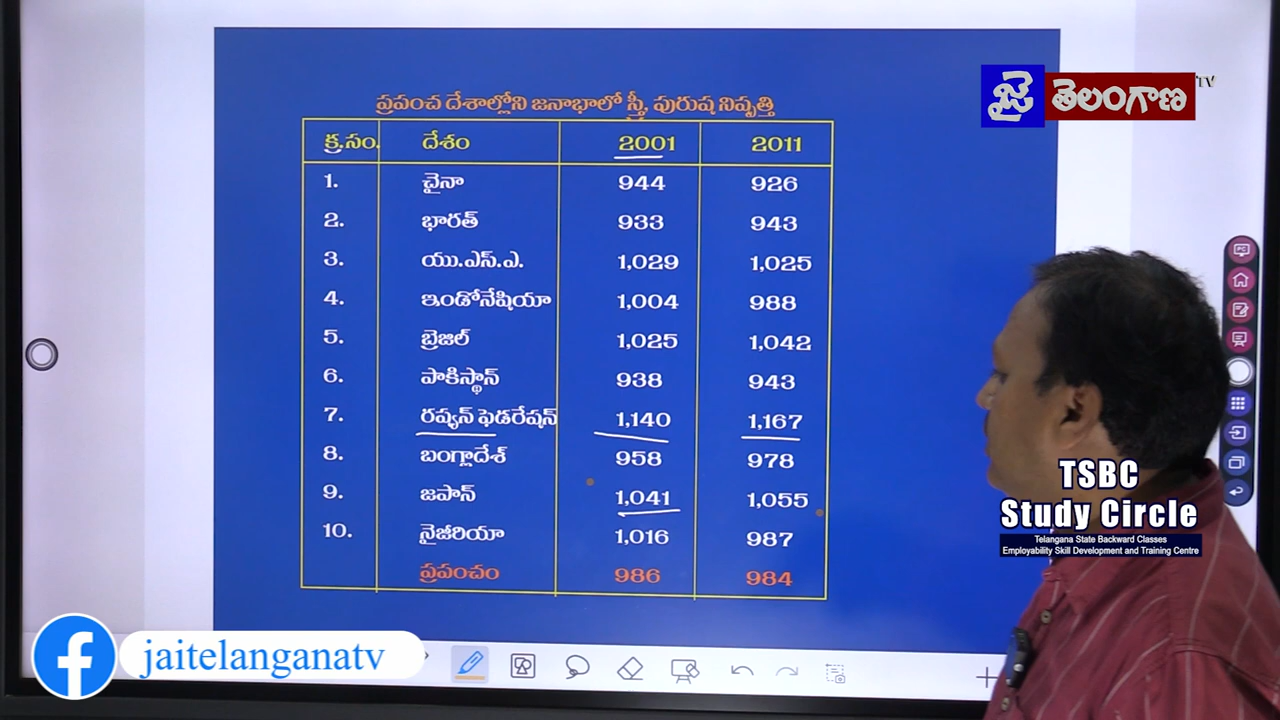 ప్రపంచ దేశాల్లోని జనాభాలో స్త్రీ, పురుష నిష్పత్తి
క్ర.సం. దేశం 2001 2011
1. చైనా 944 926
2. భారత్ 933 943
3. యు.ఎస్.ఎ. 1,029 1,025
4. ఇండోనేషియా 1,004 988
5. బ్రెజిల్ 1,025 1,042
6. పాకిస్థాన్ 938 943
7. రష్యన్ ఫెడరేషన్ 1,140 1,167
8. బంగ్లాదేశ్ 958 978
9. జపాన్ 1,041 1,055
10. నైజీరియా 1,016 987
ప్రపంచం 986 984
జై తెలంగాణ TV
TSBC
Study Circle
Telangana State Backward Classes
Employability Skill Development and Training Centre
f jaitelanganatv